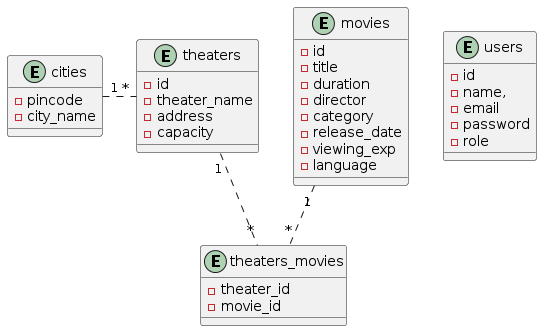 E cities
pincode
city_name
1 *
E theaters
id
theater_name
address
capacity
E movies
id
title
duration
director
category
release_date
viewing_exp
language
E users
id
name,
email
password
role
1
*
1
*
E theaters_movies
theater_id
movie_id